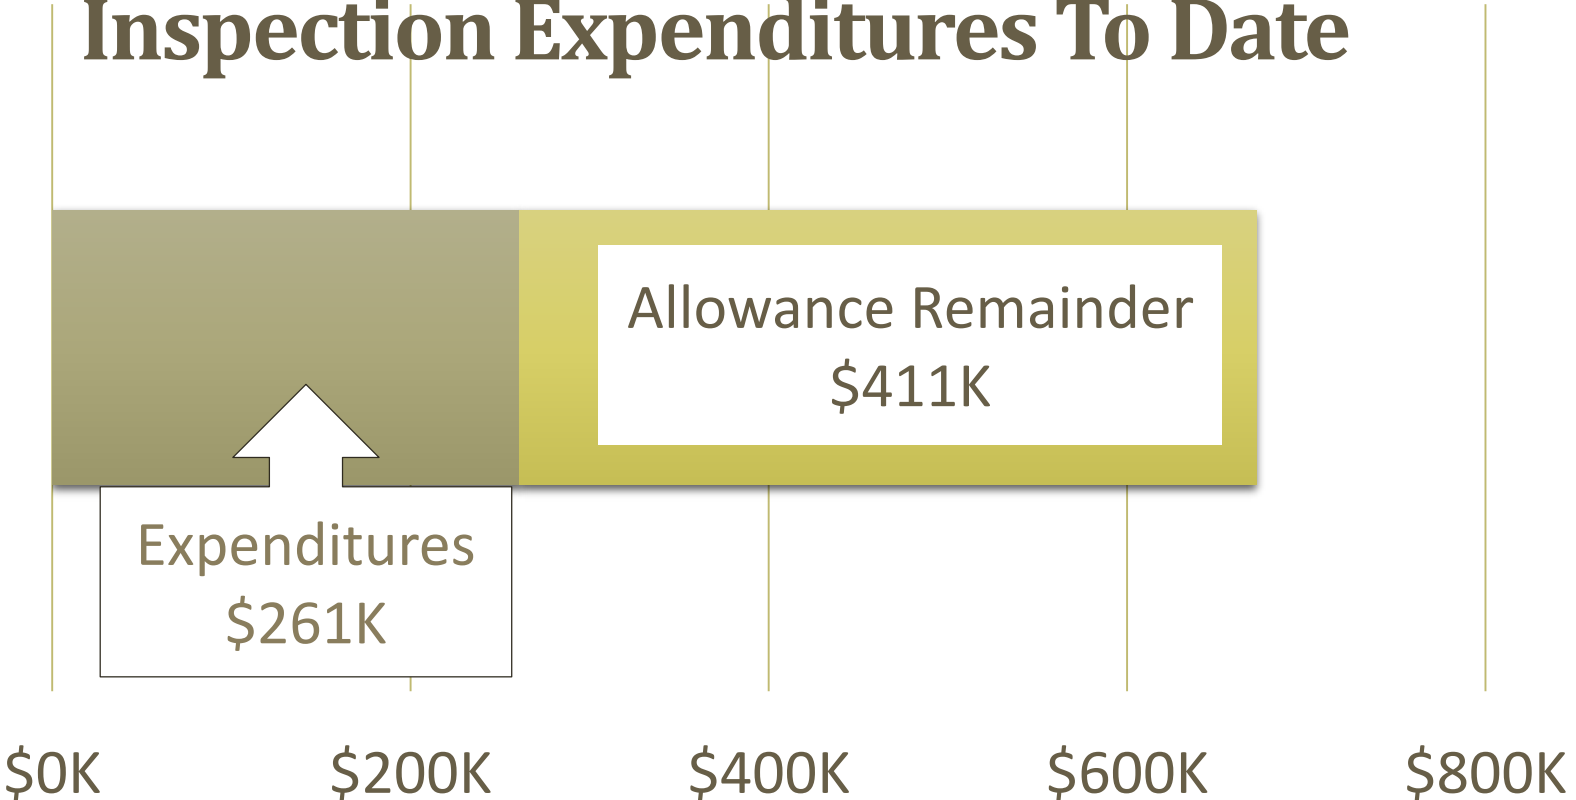 Inspection Expenditures To Date
Allowance Remainder
$411K
Expenditures
$261K
$0K $200K $400K $600K $800K